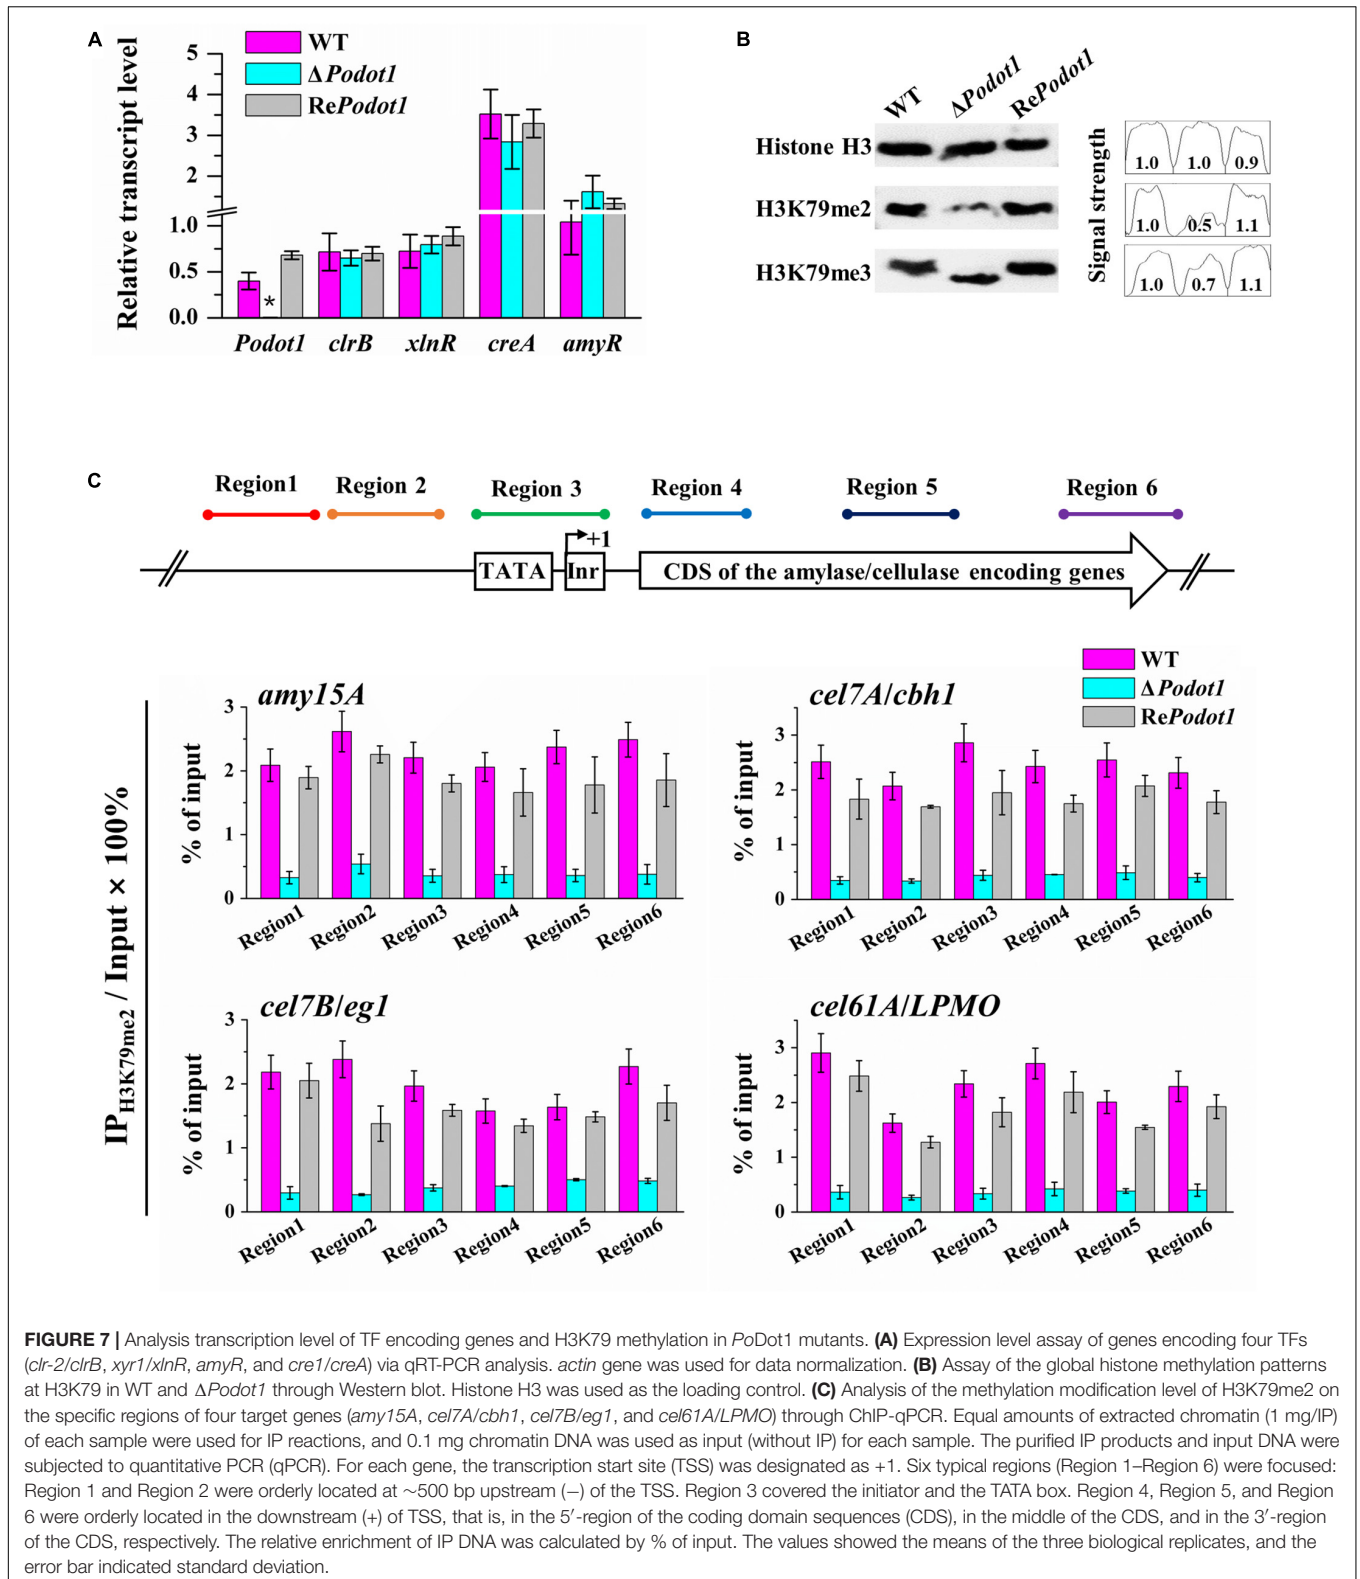 A
Relative transcript level
WT
ΔPodot1
RePodot1
5
4
3
2
1.0
0.5
0.0
*
Podot1 clrB xlnR creA amyR
B
WT ΔPodot1 RePodot1
Histone H3
H3K79me2
H3K79me3
Signal strength
1.0 1.0 0.9
1.0 0.5 1.1
1.0 0.7 1.1
C
Region1 Region 2 Region 3 Region 4 Region 5 Region 6
+1
TATA Inr CDS of the amylase/cellulase encoding genes
IPH3K79me2 / Input × 100%
WT
ΔPodot1
RePodot1
amy15A
% of input
3
2
1
0
Region1 Region2 Region3 Region4 Region5 Region6
cel7A/cbh1
% of input
3
2
1
0
Region1 Region2 Region3 Region4 Region5 Region6
cel7B/eg1
% of input
3
2
1
0
Region1 Region2 Region3 Region4 Region5 Region6
cel61A/LPMO
% of input
3
2
1
0
Region1 Region2 Region3 Region4 Region5 Region6
FIGURE 7 | Analysis transcription level of TF encoding genes and H3K79 methylation in PoDot1 mutants. (A) Expression level assay of genes encoding four TFs
(clr-2/clrB, xyr1/xlnR, amyR, and cre1/creA) via qRT-PCR analysis. actin gene was used for data normalization. (B) Assay of the global histone methylation patterns
at H3K79 in WT and ΔPodot1 through Western blot. Histone H3 was used as the loading control. (C) Analysis of the methylation modification level of H3K79me2 on
the specific regions of four target genes (amy15A, cel7A/cbh1, cel7B/eg1, and cel61A/LPMO) through ChIP-qPCR. Equal amounts of extracted chromatin (1 mg/IP)
of each sample were used for IP reactions, and 0.1 mg chromatin DNA was used as input (without IP) for each sample. The purified IP products and input DNA were
subjected to quantitative PCR (qPCR). For each gene, the transcription start site (TSS) was designated as +1. Six typical regions (Region 1–Region 6) were focused:
Region 1 and Region 2 were orderly located at ∼500 bp upstream (−) of the TSS. Region 3 covered the initiator and the TATA box. Region 4, Region 5, and Region
6 were orderly located in the downstream (+) of TSS, that is, in the 5′-region of the coding domain sequences (CDS), in the middle of the CDS, and in the 3′-region
of the CDS, respectively. The relative enrichment of IP DNA was calculated by % of input. The values showed the means of the three biological replicates, and the
error bar indicated standard deviation.